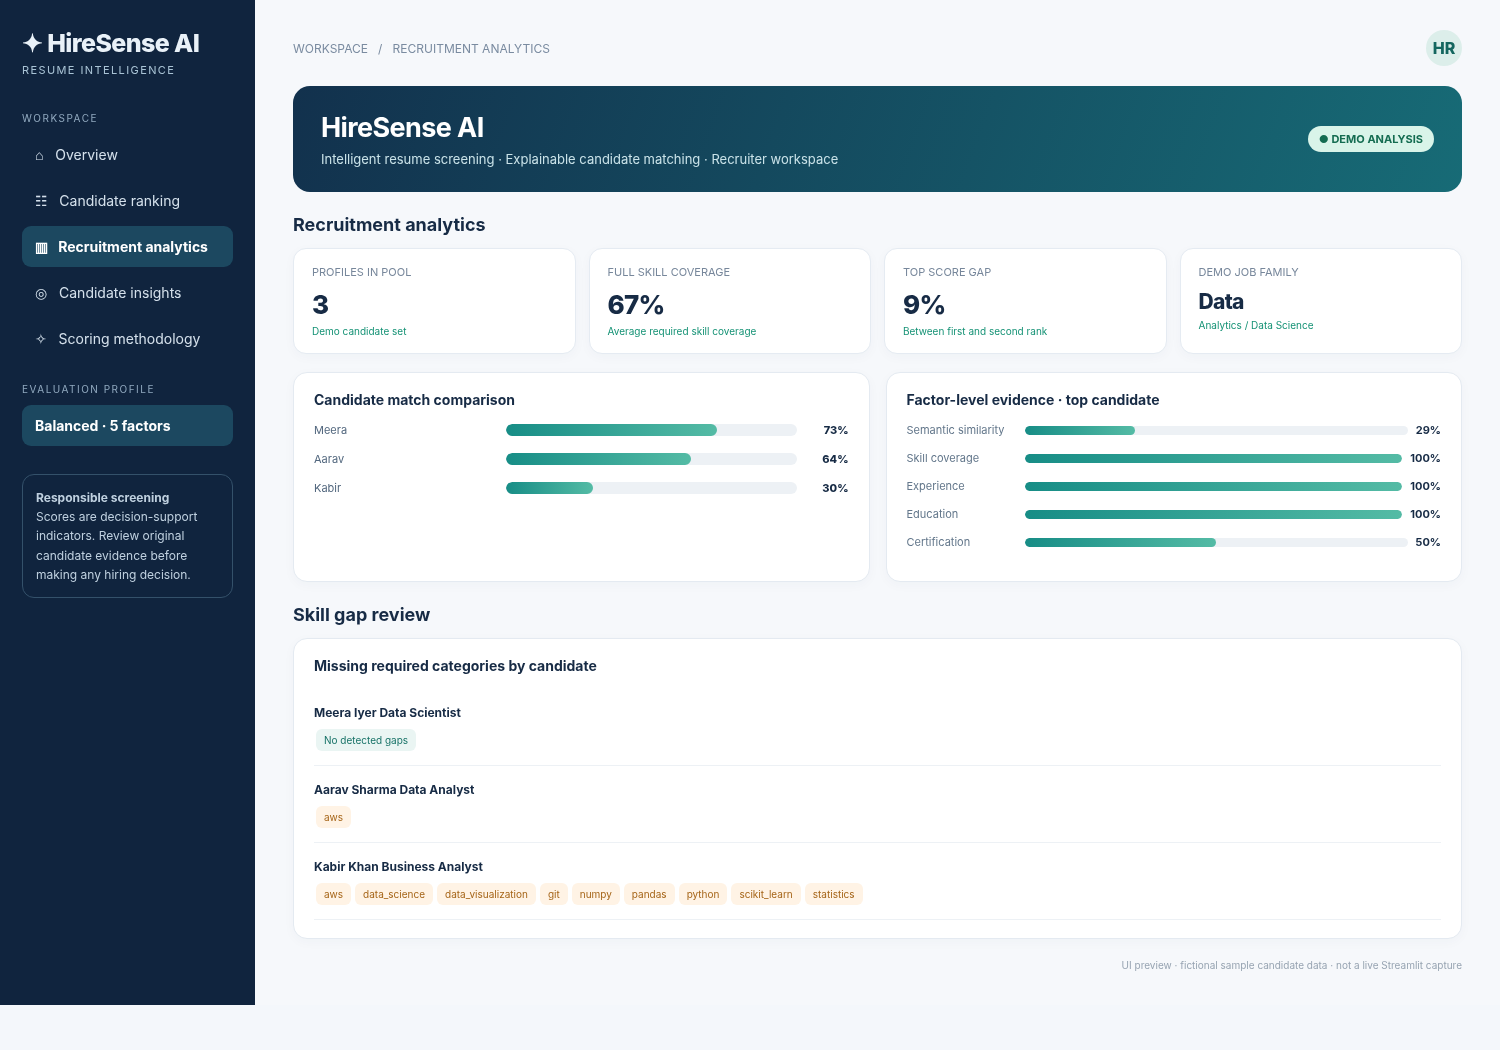 ✦ HireSense AI
RESUME INTELLIGENCE
WORKSPACE
Overview
Candidate ranking
Recruitment analytics
Candidate insights
Scoring methodology
EVALUATION PROFILE
Balanced · 5 factors
Responsible screening
Scores are decision-support
indicators. Review original
candidate evidence before
making any hiring decision.
WORKSPACE / RECRUITMENT ANALYTICS
HR
HireSense AI
Intelligent resume screening · Explainable candidate matching · Recruiter workspace
● DEMO ANALYSIS
Recruitment analytics
PROFILES IN POOL
3
Demo candidate set
FULL SKILL COVERAGE
67%
Average required skill coverage
TOP SCORE GAP
9%
Between first and second rank
DEMO JOB FAMILY
Data
Analytics / Data Science
Candidate match comparison
Meera 73%
Aarav 64%
Kabir 30%
Factor-level evidence · top candidate
Semantic similarity 29%
Skill coverage 100%
Experience 100%
Education 100%
Certification 50%
Skill gap review
Missing required categories by candidate
Meera Iyer Data Scientist
No detected gaps
Aarav Sharma Data Analyst
aws
Kabir Khan Business Analyst
aws data_science data_visualization git numpy pandas python scikit_learn statistics
UI preview · fictional sample candidate data · not a live Streamlit capture